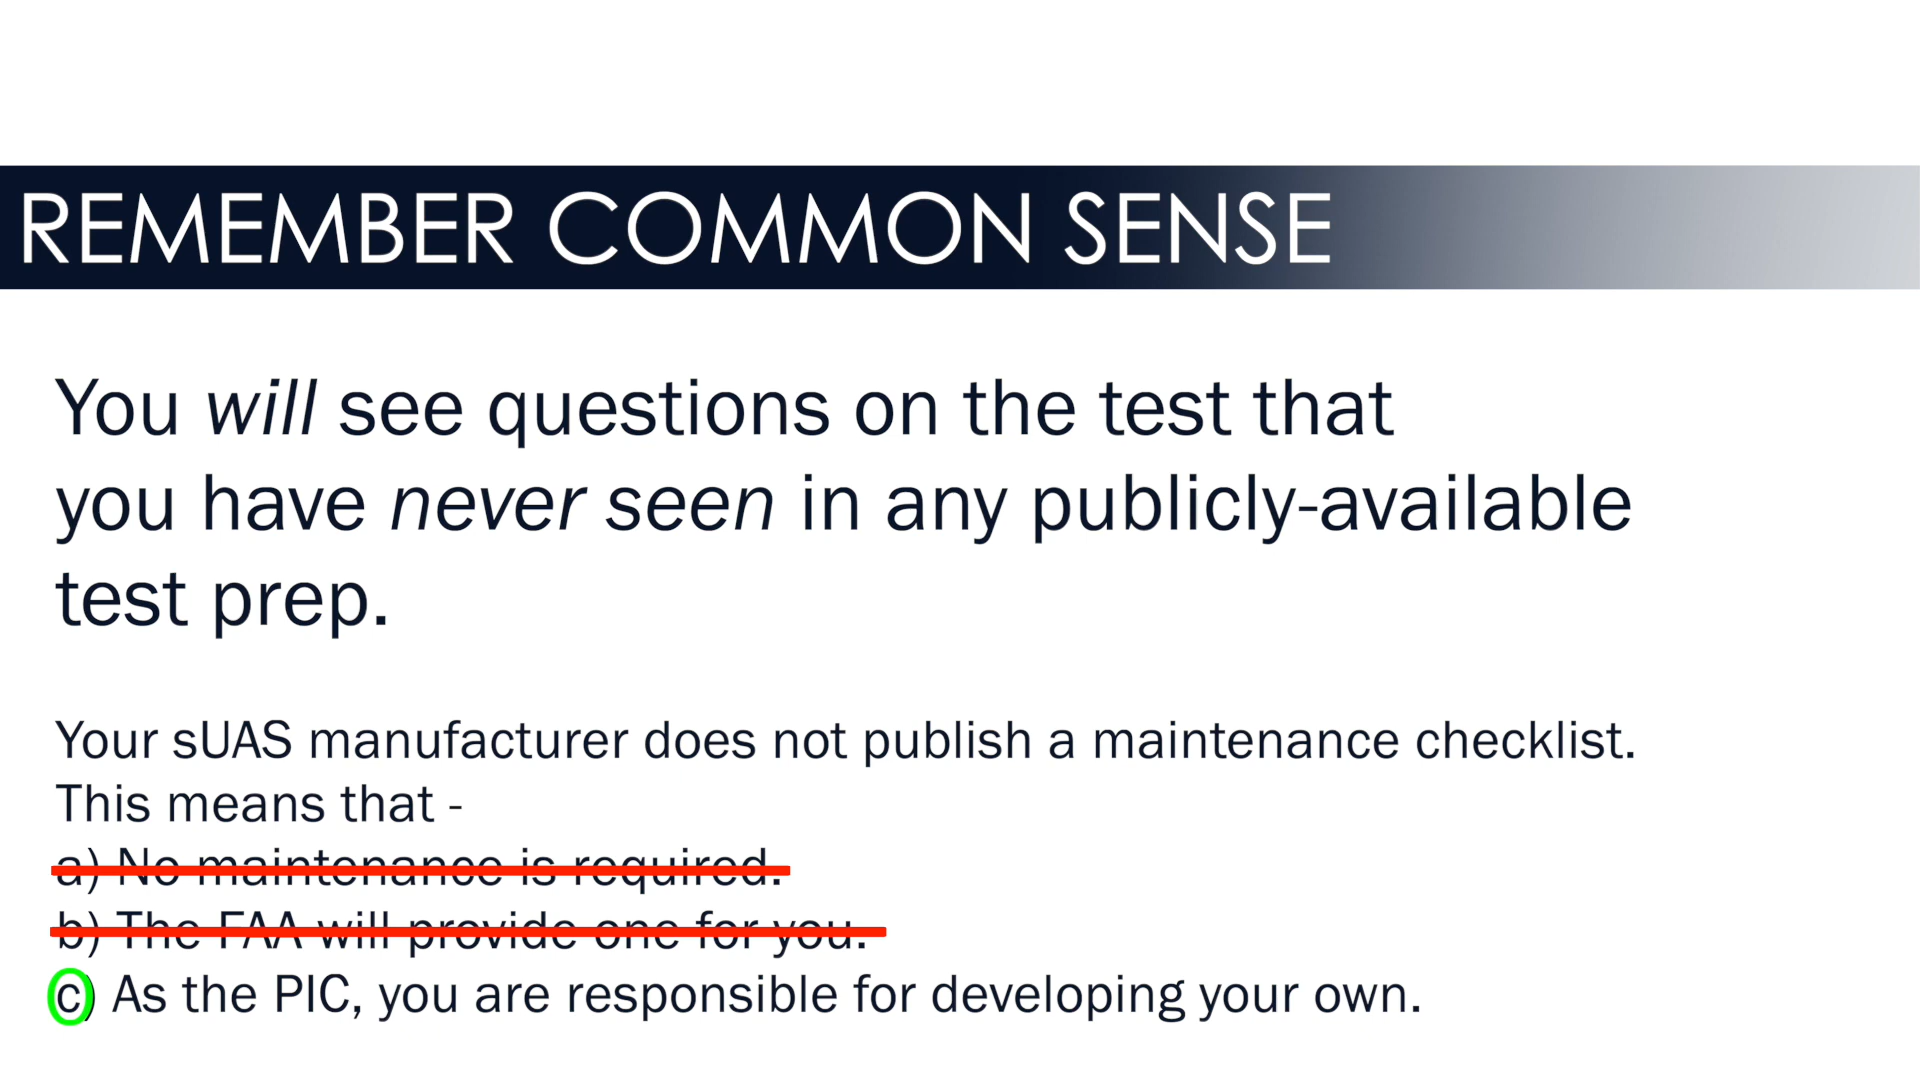 REMEMBER COMMON SENSE
You will see questions on the test that
you have never seen in any publicly-available
test prep.
Your sUAS manufacturer does not publish a maintenance checklist.
This means that -
a) No maintenance is required.
b) The FAA will provide one for you.
c) As the PIC, you are responsible for developing your own.